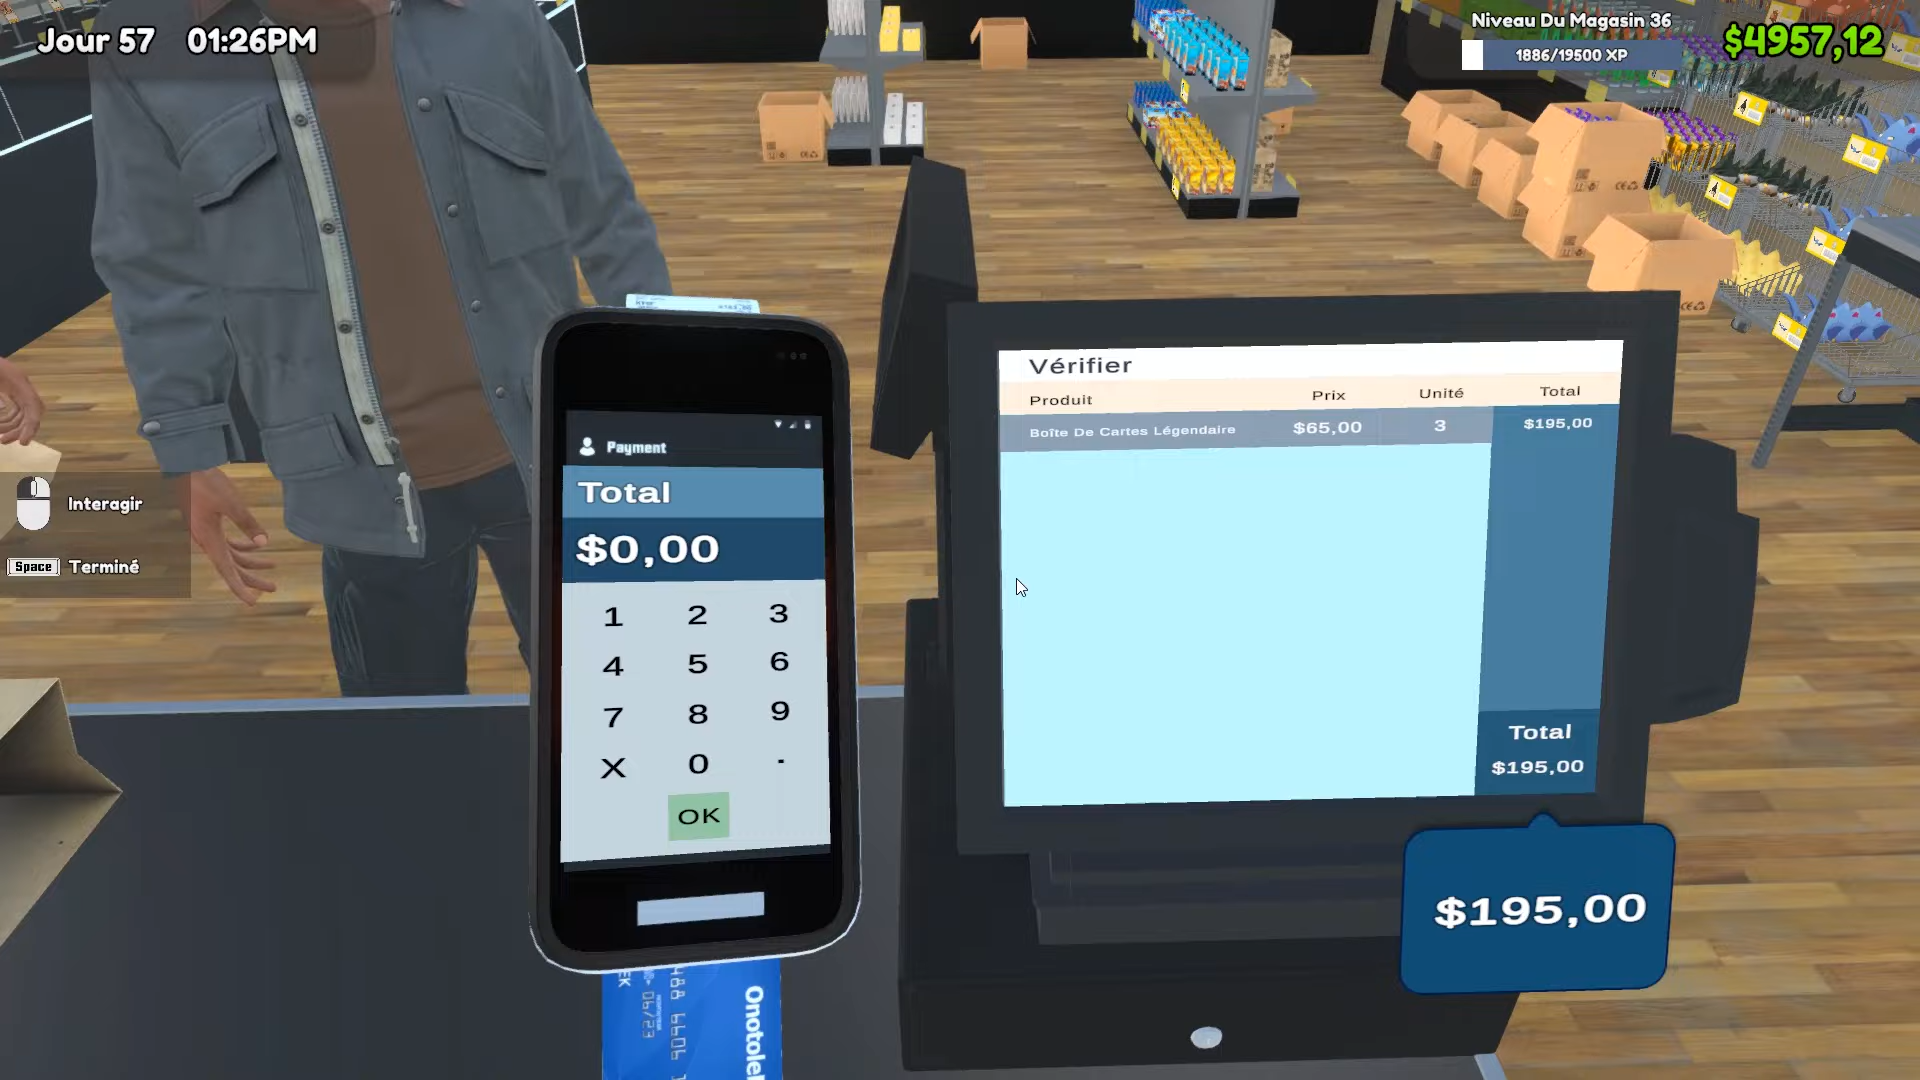 Jour 57 01:26PM
Niveau Du Magasin 36
1886/19500 XP
$4957,12
Interagir
Space Terminé
Payment
Total
$0,00
1 2 3
4 5 6
7 8 9
X 0 .
OK
Vérifier
Produit Prix Unité Total
Boîte De Cartes Légendaire $65,00 3 $195,00
Total
$195,00
$195,00